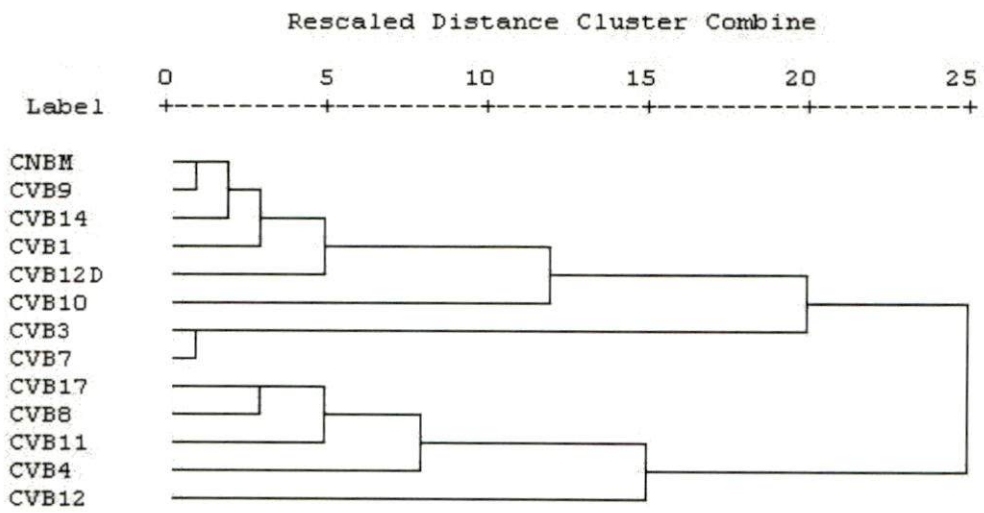 Rescaled Distance Cluster Combine
0 5 10 15 20 25
Label +---------+---------+---------+---------+---------+
CNBM
CVB9
CVB14
CVB1
CVB12D
CVB10
CVB3
CVB7
CVB17
CVB8
CVB11
CVB4
CVB12